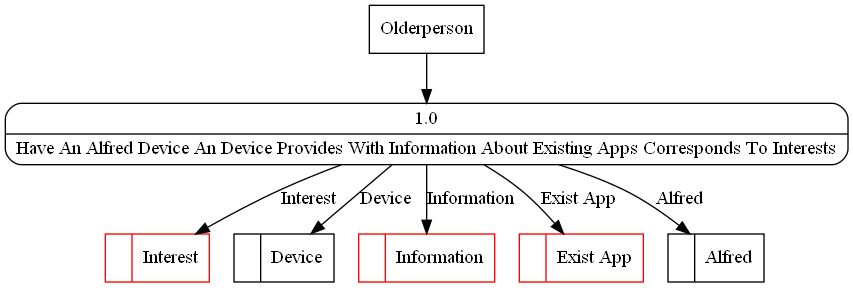 Olderperson
1.0
Have An Alfred Device An Device Provides With Information About Existing Apps Corresponds To Interests
Interest
Device
Information
Exist App
Alfred
Interest
Device
Information
Exist App
Alfred